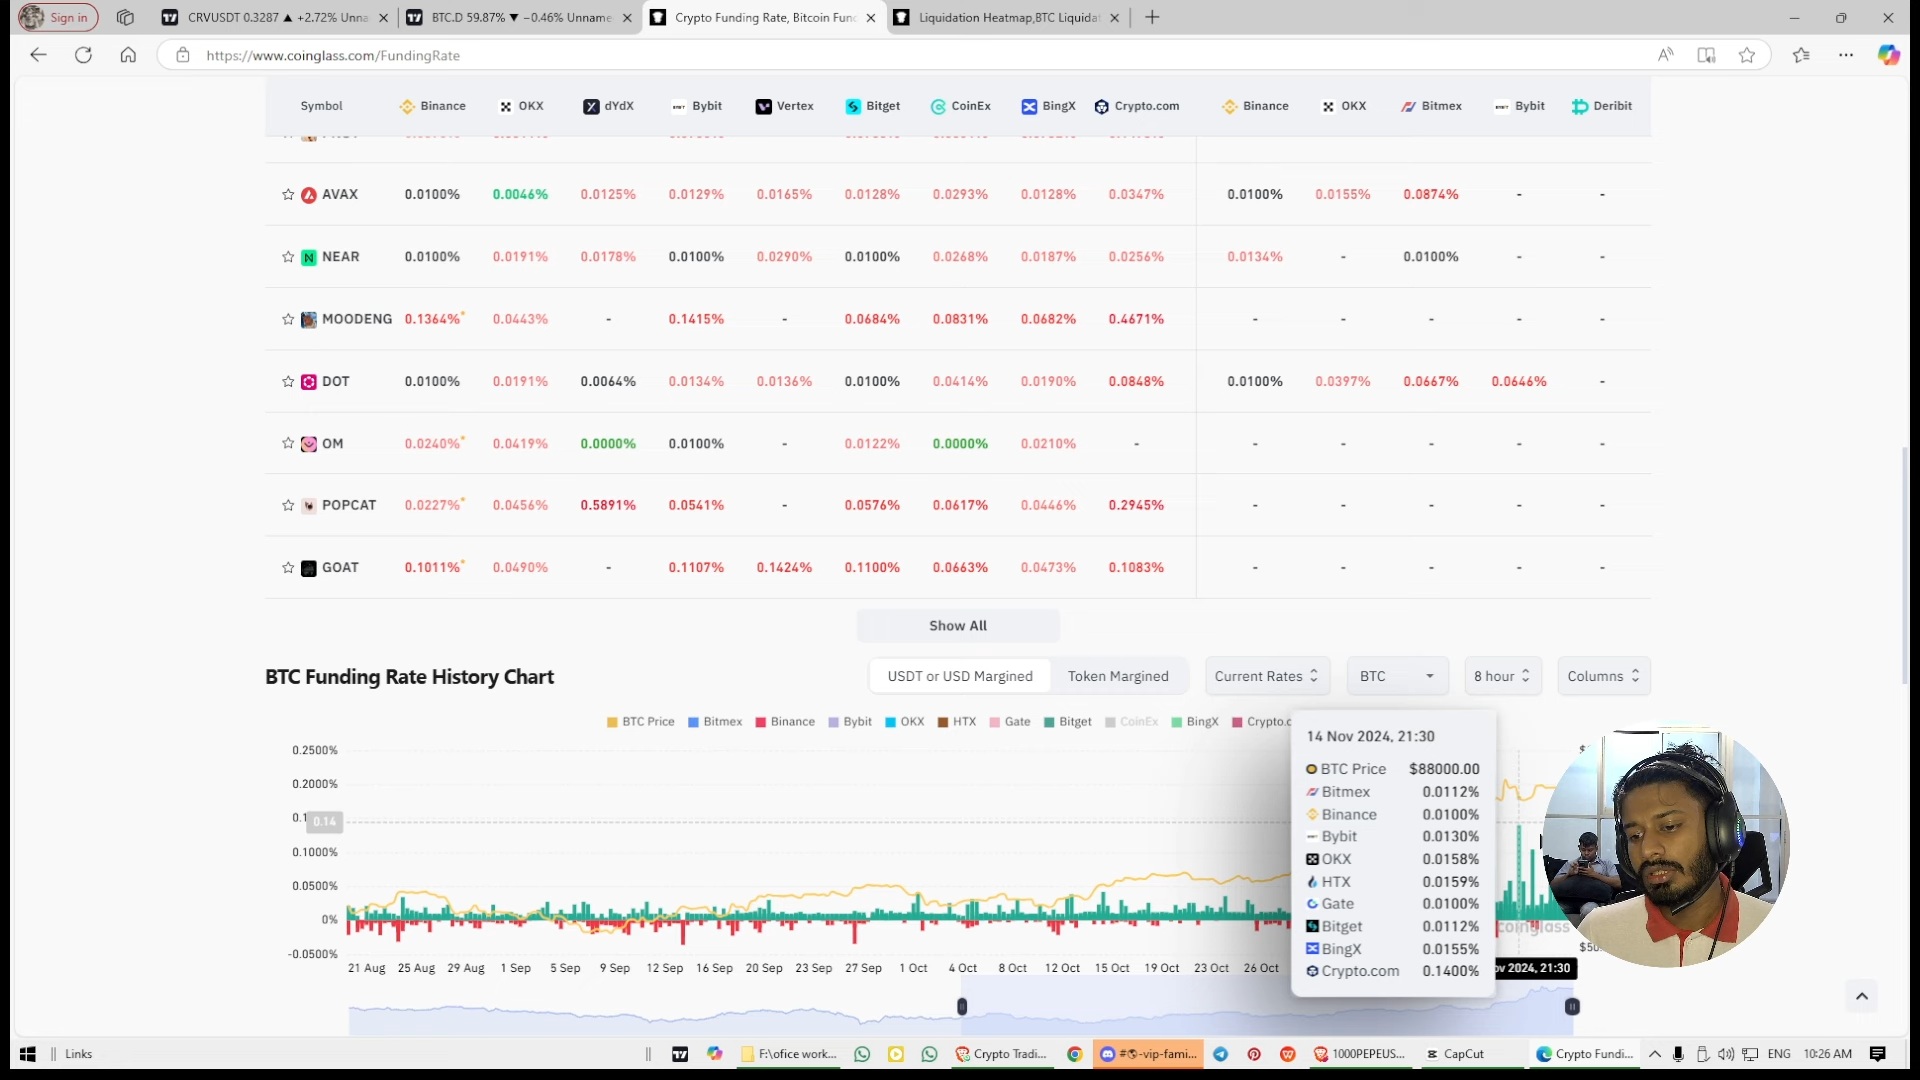 Sign in
CRVUSDT 0.3287 ▲ +2.72% Unna
BTC.D 59.87% ▼ −0.46% Unname
Crypto Funding Rate, Bitcoin Func
Liquidation Heatmap,BTC Liquidat
https://www.coinglass.com/FundingRate
Symbol Binance OKX dYdX Bybit Vertex Bitget CoinEx BingX Crypto.com Binance OKX Bitmex Bybit Deribit
AVAX 0.0100% 0.0046% 0.0125% 0.0129% 0.0165% 0.0128% 0.0293% 0.0128% 0.0347% 0.0100% 0.0155% 0.0874% - -
NEAR 0.0100% 0.0191% 0.0178% 0.0100% 0.0290% 0.0100% 0.0268% 0.0187% 0.0256% 0.0134% - 0.0100% - -
MOODENG 0.1364%* 0.0443% - 0.1415% - 0.0684% 0.0831% 0.0682% 0.4671% - - - - -
DOT 0.0100% 0.0191% 0.0064% 0.0134% 0.0136% 0.0100% 0.0414% 0.0190% 0.0848% 0.0100% 0.0397% 0.0667% 0.0646% -
OM 0.0240%* 0.0419% 0.0000% 0.0100% - 0.0122% 0.0000% 0.0210% - - - - - -
POPCAT 0.0227%* 0.0456% 0.5891% 0.0541% - 0.0576% 0.0617% 0.0446% 0.2945% - - - - -
GOAT 0.1011%* 0.0490% - 0.1107% 0.1424% 0.1100% 0.0663% 0.0473% 0.1083% - - - - -
Show All
BTC Funding Rate History Chart
USDT or USD Margined Token Margined Current Rates BTC 8 hour Columns
BTC Price Bitmex Binance Bybit OKX HTX Gate Bitget CoinEx BingX Crypto.c
14 Nov 2024, 21:30
BTC Price $88000.00
Bitmex 0.0112%
Binance 0.0100%
Bybit 0.0130%
OKX 0.0158%
HTX 0.0159%
Gate 0.0100%
Bitget 0.0112%
BingX 0.0155%
Crypto.com 0.1400%
0.2500%
0.2000%
0.14
0.1000%
0.0500%
0%
-0.0500%
coinglass
21 Aug 25 Aug 29 Aug 1 Sep 5 Sep 9 Sep 12 Sep 16 Sep 20 Sep 23 Sep 27 Sep 1 Oct 4 Oct 8 Oct 12 Oct 15 Oct 19 Oct 23 Oct 26 Oct
ov 2024, 21:30
Links
F:\ofice work...
Crypto Tradi...
-vip-fami...
1000PEPEUS...
CapCut
Crypto Fundi...
ENG
10:26 AM